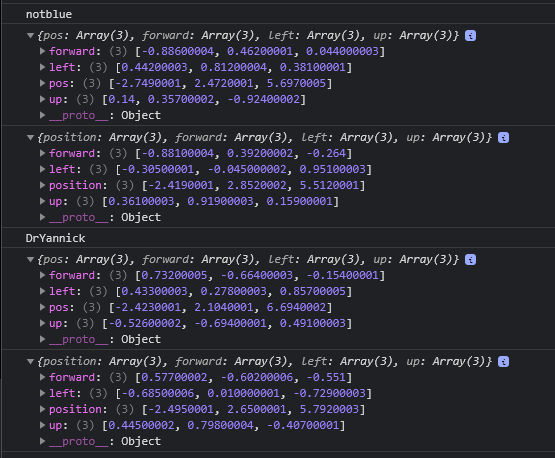 notblue
▼{pos: Array(3), forward: Array(3), left: Array(3), up: Array(3)} i
▶ forward: (3) [-0.88600004, 0.46201001, 0.044000003]
▶ left: (3) [0.44200003, 0.81200004, 0.38100001]
▶ pos: (3) [-2.7490001, 2.4720001, 5.6970005]
▶ up: (3) [0.14, 0.35700002, -0.92400002]
▶ __proto__: Object
▼{position: Array(3), forward: Array(3), left: Array(3), up: Array(3)} i
▶ forward: (3) [-0.88100004, 0.39200002, -0.264]
▶ left: (3) [-0.30500001, -0.045000002, 0.95100003]
▶ position: (3) [-2.4190001, 2.8520002, 5.5120001]
▶ up: (3) [0.36100003, 0.91900003, 0.15900001]
▶ __proto__: Object
DrYannick
▼{pos: Array(3), forward: Array(3), left: Array(3), up: Array(3)} i
▶ forward: (3) [0.73200005, -0.66400003, -0.15400001]
▶ left: (3) [0.43300003, 0.27800003, 0.85700005]
▶ pos: (3) [-2.4230001, 2.1040001, 6.6940002]
▶ up: (3) [-0.52600002, -0.69400001, 0.49100003]
▶ __proto__: Object
▼{position: Array(3), forward: Array(3), left: Array(3), up: Array(3)} i
▶ forward: (3) [0.57700002, -0.60200006, -0.551]
▶ left: (3) [-0.68500006, 0.010000001, -0.72900003]
▶ position: (3) [-2.4950001, 2.6500001, 5.7920003]
▶ up: (3) [0.44500002, 0.79800004, -0.40700001]
▶ __proto__: Object